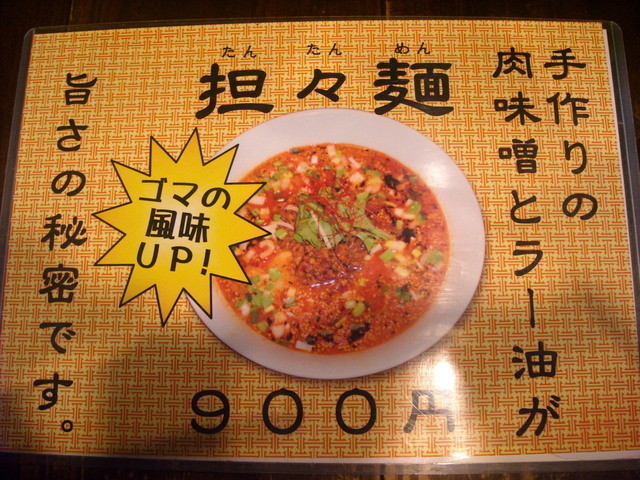 たん たん めん
担々麺
手作りの
肉味噌とラー油が
旨さの秘密です。
ゴマの
風味
UP!
900円